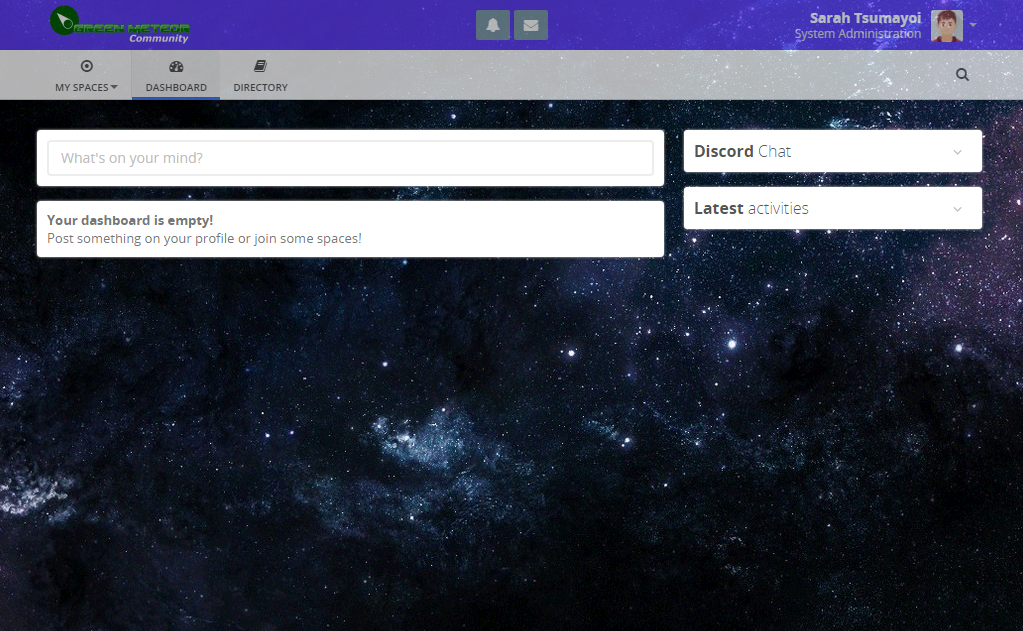 GREEN METEOR
Community
Sarah Tsumayoi
System Administration
MY SPACES
DASHBOARD
DIRECTORY
What's on your mind?
Discord Chat
Your dashboard is empty!
Post something on your profile or join some spaces!
Latest activities